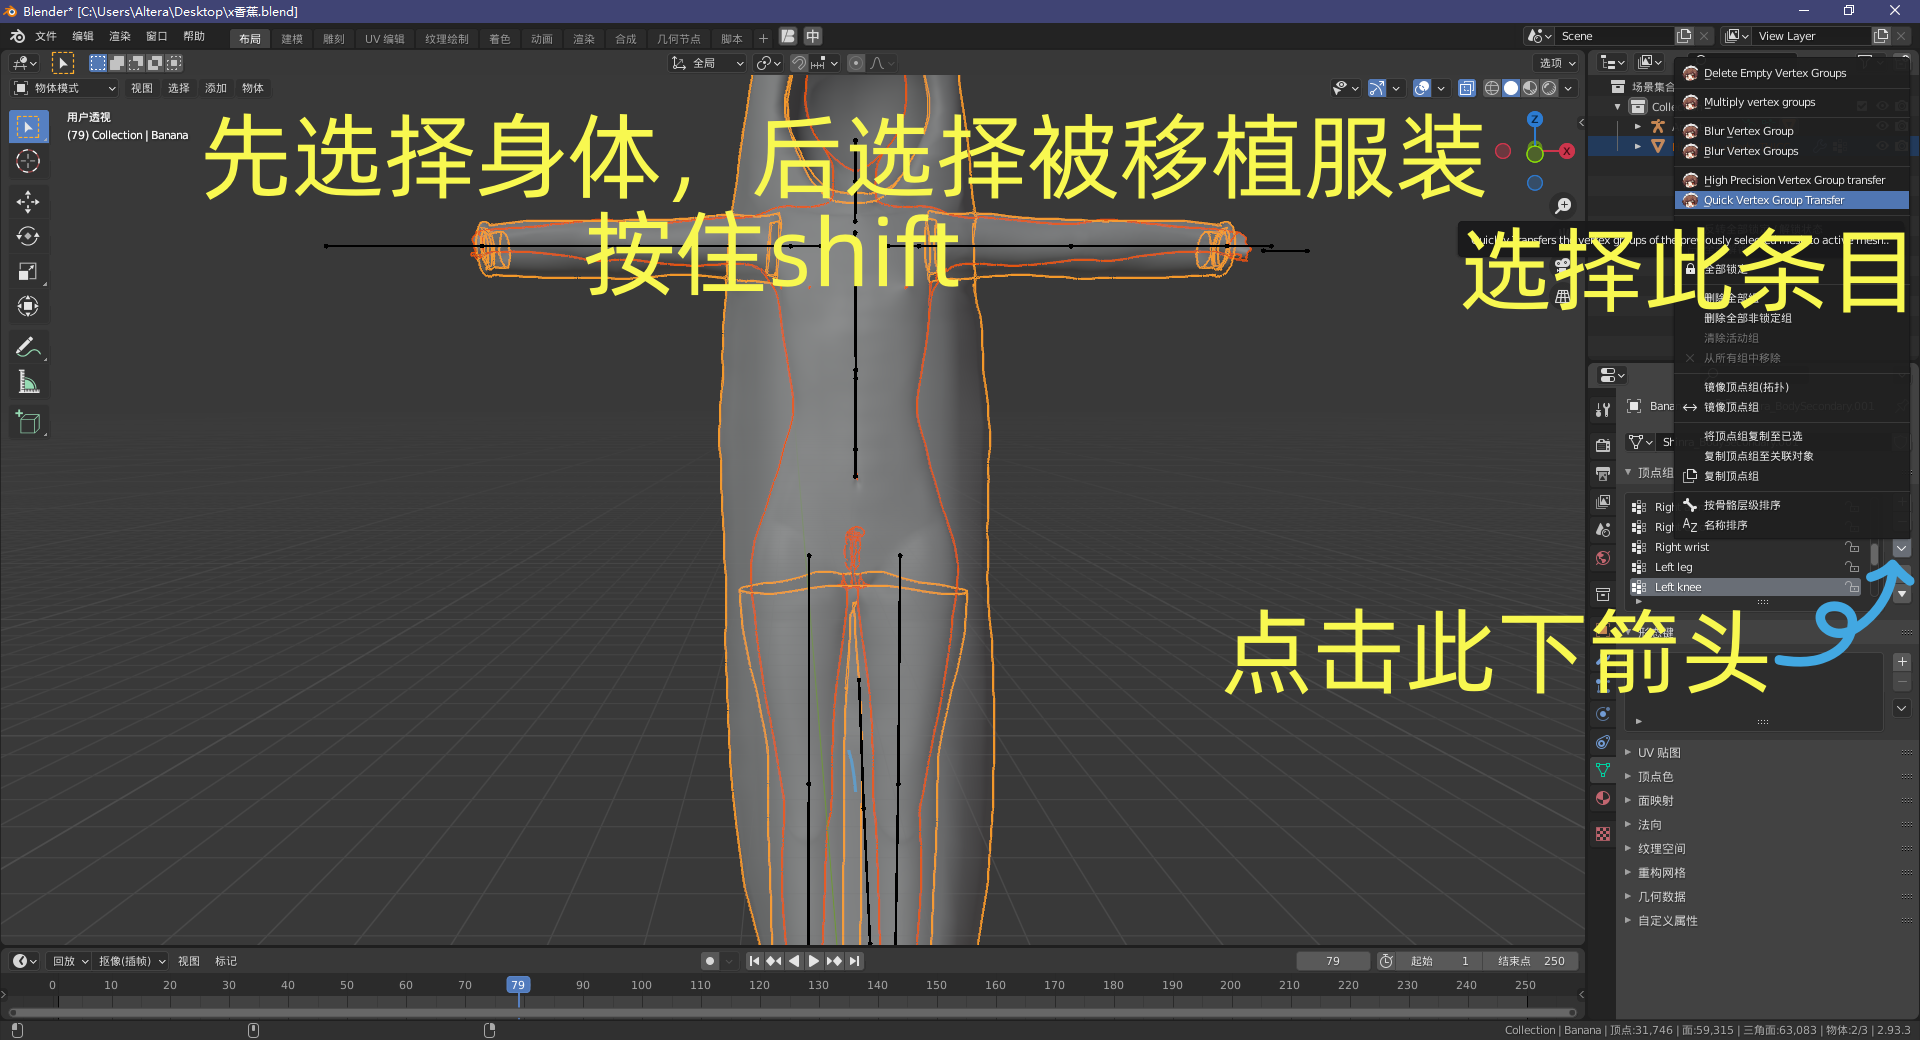 Blender* [C:\Users\Altera\Desktop\x香蕉.blend]
文件 编辑 渲染 窗口 帮助 布局 建模 雕刻 UV 编辑 纹理绘制 着色 动画 渲染 合成 几何节点 脚本 + 中 Scene View Layer
全局 选项
物体模式 视图 选择 添加 物体
用户透视
(79) Collection | Banana
先选择身体，后选择被移植服装
按住shift
选择此条目
点击此下箭头
Z
X
场景集合
Colle
Delete Empty Vertex Groups
Multiply vertex groups
Blur Vertex Group
Blur Vertex Groups
High Precision Vertex Group transfer
Quick Vertex Group Transfer
Quickly transfers the vertex groups of the previously selected mesh to active mesh..
全部锁定
删除全部组
删除全部非锁定组
清除活动组
从所有组中移除
镜像顶点组(拓扑)
镜像顶点组
将顶点组复制至已选
复制顶点组至关联对象
复制顶点组
按骨骼层级排序
名称排序
Bana
Sh
顶点组
Righ
Righ
Right wrist
Left leg
Left knee
UV 贴图
顶点色
面映射
法向
纹理空间
重构网格
几何数据
自定义属性
回放 抠像(插帧) 视图 标记 79 起始 1 结束点 250
0 10 20 30 40 50 60 70 79 90 100 110 120 130 140 150 160 170 180 190 200 210 220 230 240 250
Collection | Banana | 顶点:31,746 | 面:59,315 | 三角面:63,083 | 物体:2/3 | 2.93.3